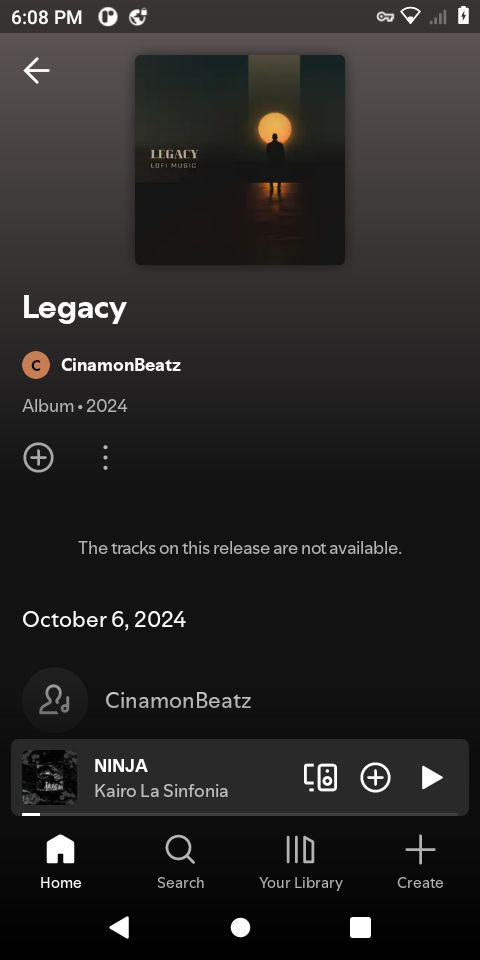 6:08 PM
LEGACY
LOFI MUSIC
Legacy
C CinamonBeatz
Album • 2024
The tracks on this release are not available.
October 6, 2024
CinamonBeatz
NINJA
Kairo La Sinfonia
Home Search Your Library Create